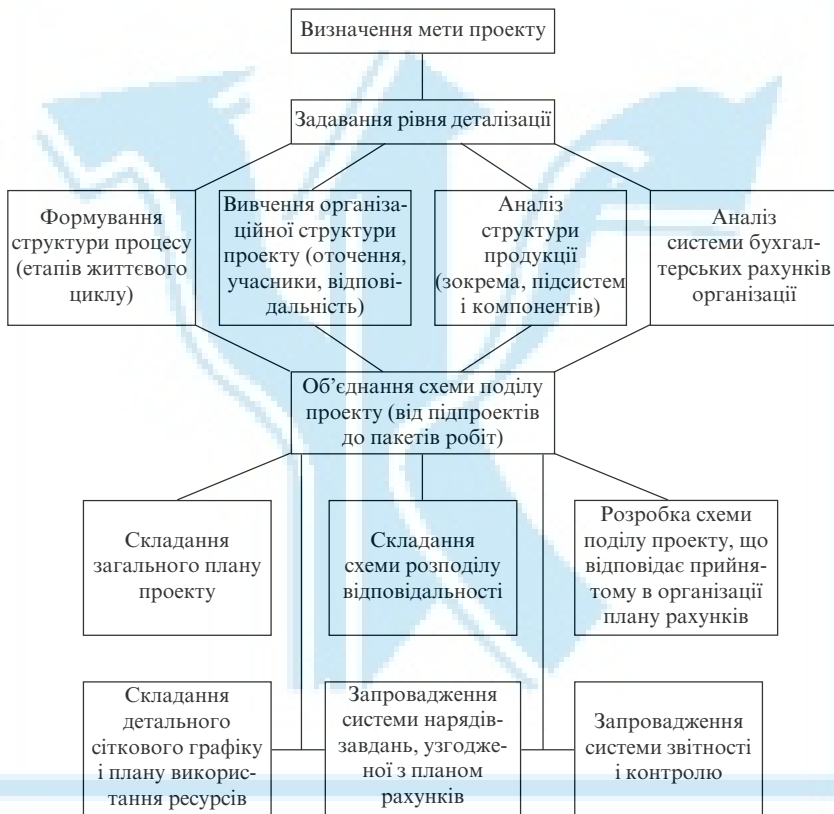 Визначення мети проекту
Задавання рівня деталізації
Формування
структури процесу
(етапів життєвого
циклу)
Вивчення організа-
ційної структури
проекту (оточення,
учасники, відпові-
дальність)
Аналіз
структури
продукції
(зокрема, підсистем
і компонентів)
Аналіз
системи бухгал-
терських рахунків
організації
Об’єднання схеми поділу
проекту (від підпроектів
до пакетів робіт)
Складання
загального плану
проекту
Складання
схеми розподілу
відповідальності
Розробка схеми
поділу проекту, що
відповідає прийня-
тому в організації
плану рахунків
Складання
детального
сіткового графіку
і плану викорис-
тання ресурсів
Запровадження
системи нарядів-
завдань, узгодже-
ної з планом
рахунків
Запровадження
системи звітності
і контролю